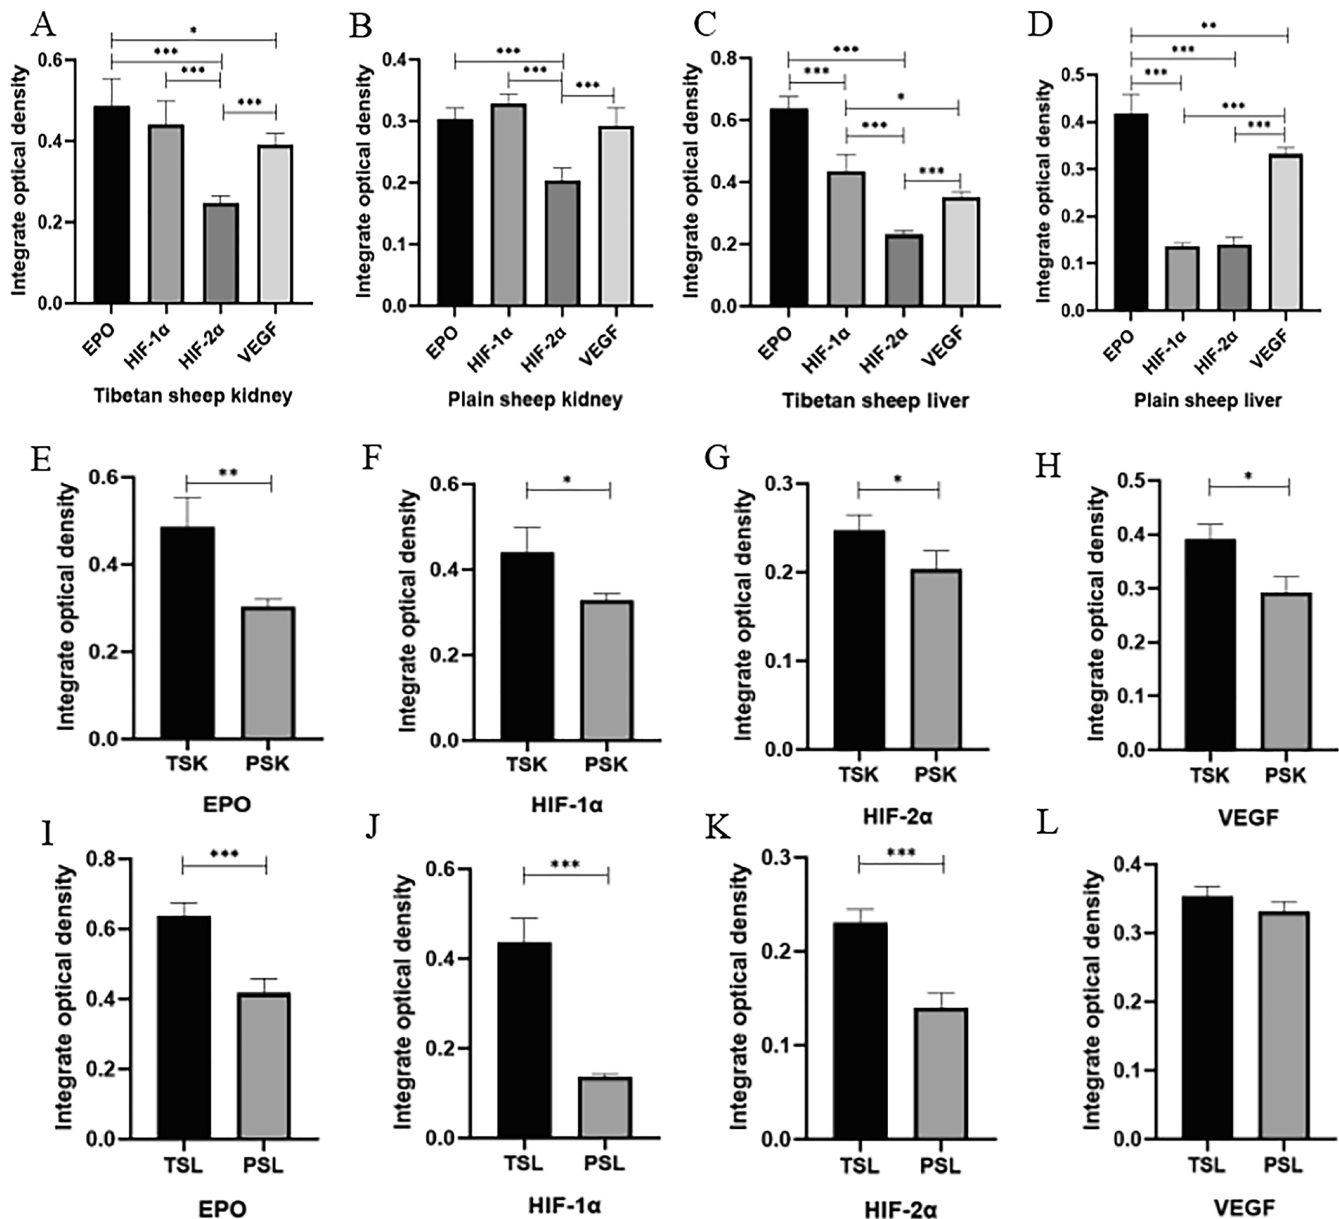 A
B
C
D
Integrate optical density
0.6
0.4
0.2
0.0
*
***
***
***
EPO
HIF-1α
HIF-2α
VEGF
Tibetan sheep kidney
Integrate optical density
0.4
0.3
0.2
0.1
0.0
***
***
***
EPO
HIF-1α
HIF-2α
VEGF
Plain sheep kidney
Integrate optical density
0.8
0.6
0.4
0.2
0.0
***
***
*
***
***
EPO
HIF-1α
HIF-2α
VEGF
Tibetan sheep liver
Integrate optical density
0.5
0.4
0.3
0.2
0.1
0.0
**
***
***
***
***
EPO
HIF-1α
HIF-2α
VEGF
Plain sheep liver
E
Integrate optical density
0.6
0.4
0.2
0.0
**
TSK PSK
EPO
F
Integrate optical density
0.6
0.4
0.2
0.0
*
TSK PSK
HIF-1α
G
Integrate optical density
0.3
0.2
0.1
0.0
*
TSK PSK
HIF-2α
H
Integrate optical density
0.5
0.4
0.3
0.2
0.1
0.0
*
TSK PSK
VEGF
I
Integrate optical density
0.8
0.6
0.4
0.2
0.0
***
TSL PSL
EPO
J
Integrate optical density
0.6
0.4
0.2
0.0
***
TSL PSL
HIF-1α
K
Integrate optical density
0.3
0.2
0.1
0.0
***
TSL PSL
HIF-2α
L
Integrate optical density
0.4
0.3
0.2
0.1
0.0
TSL PSL
VEGF